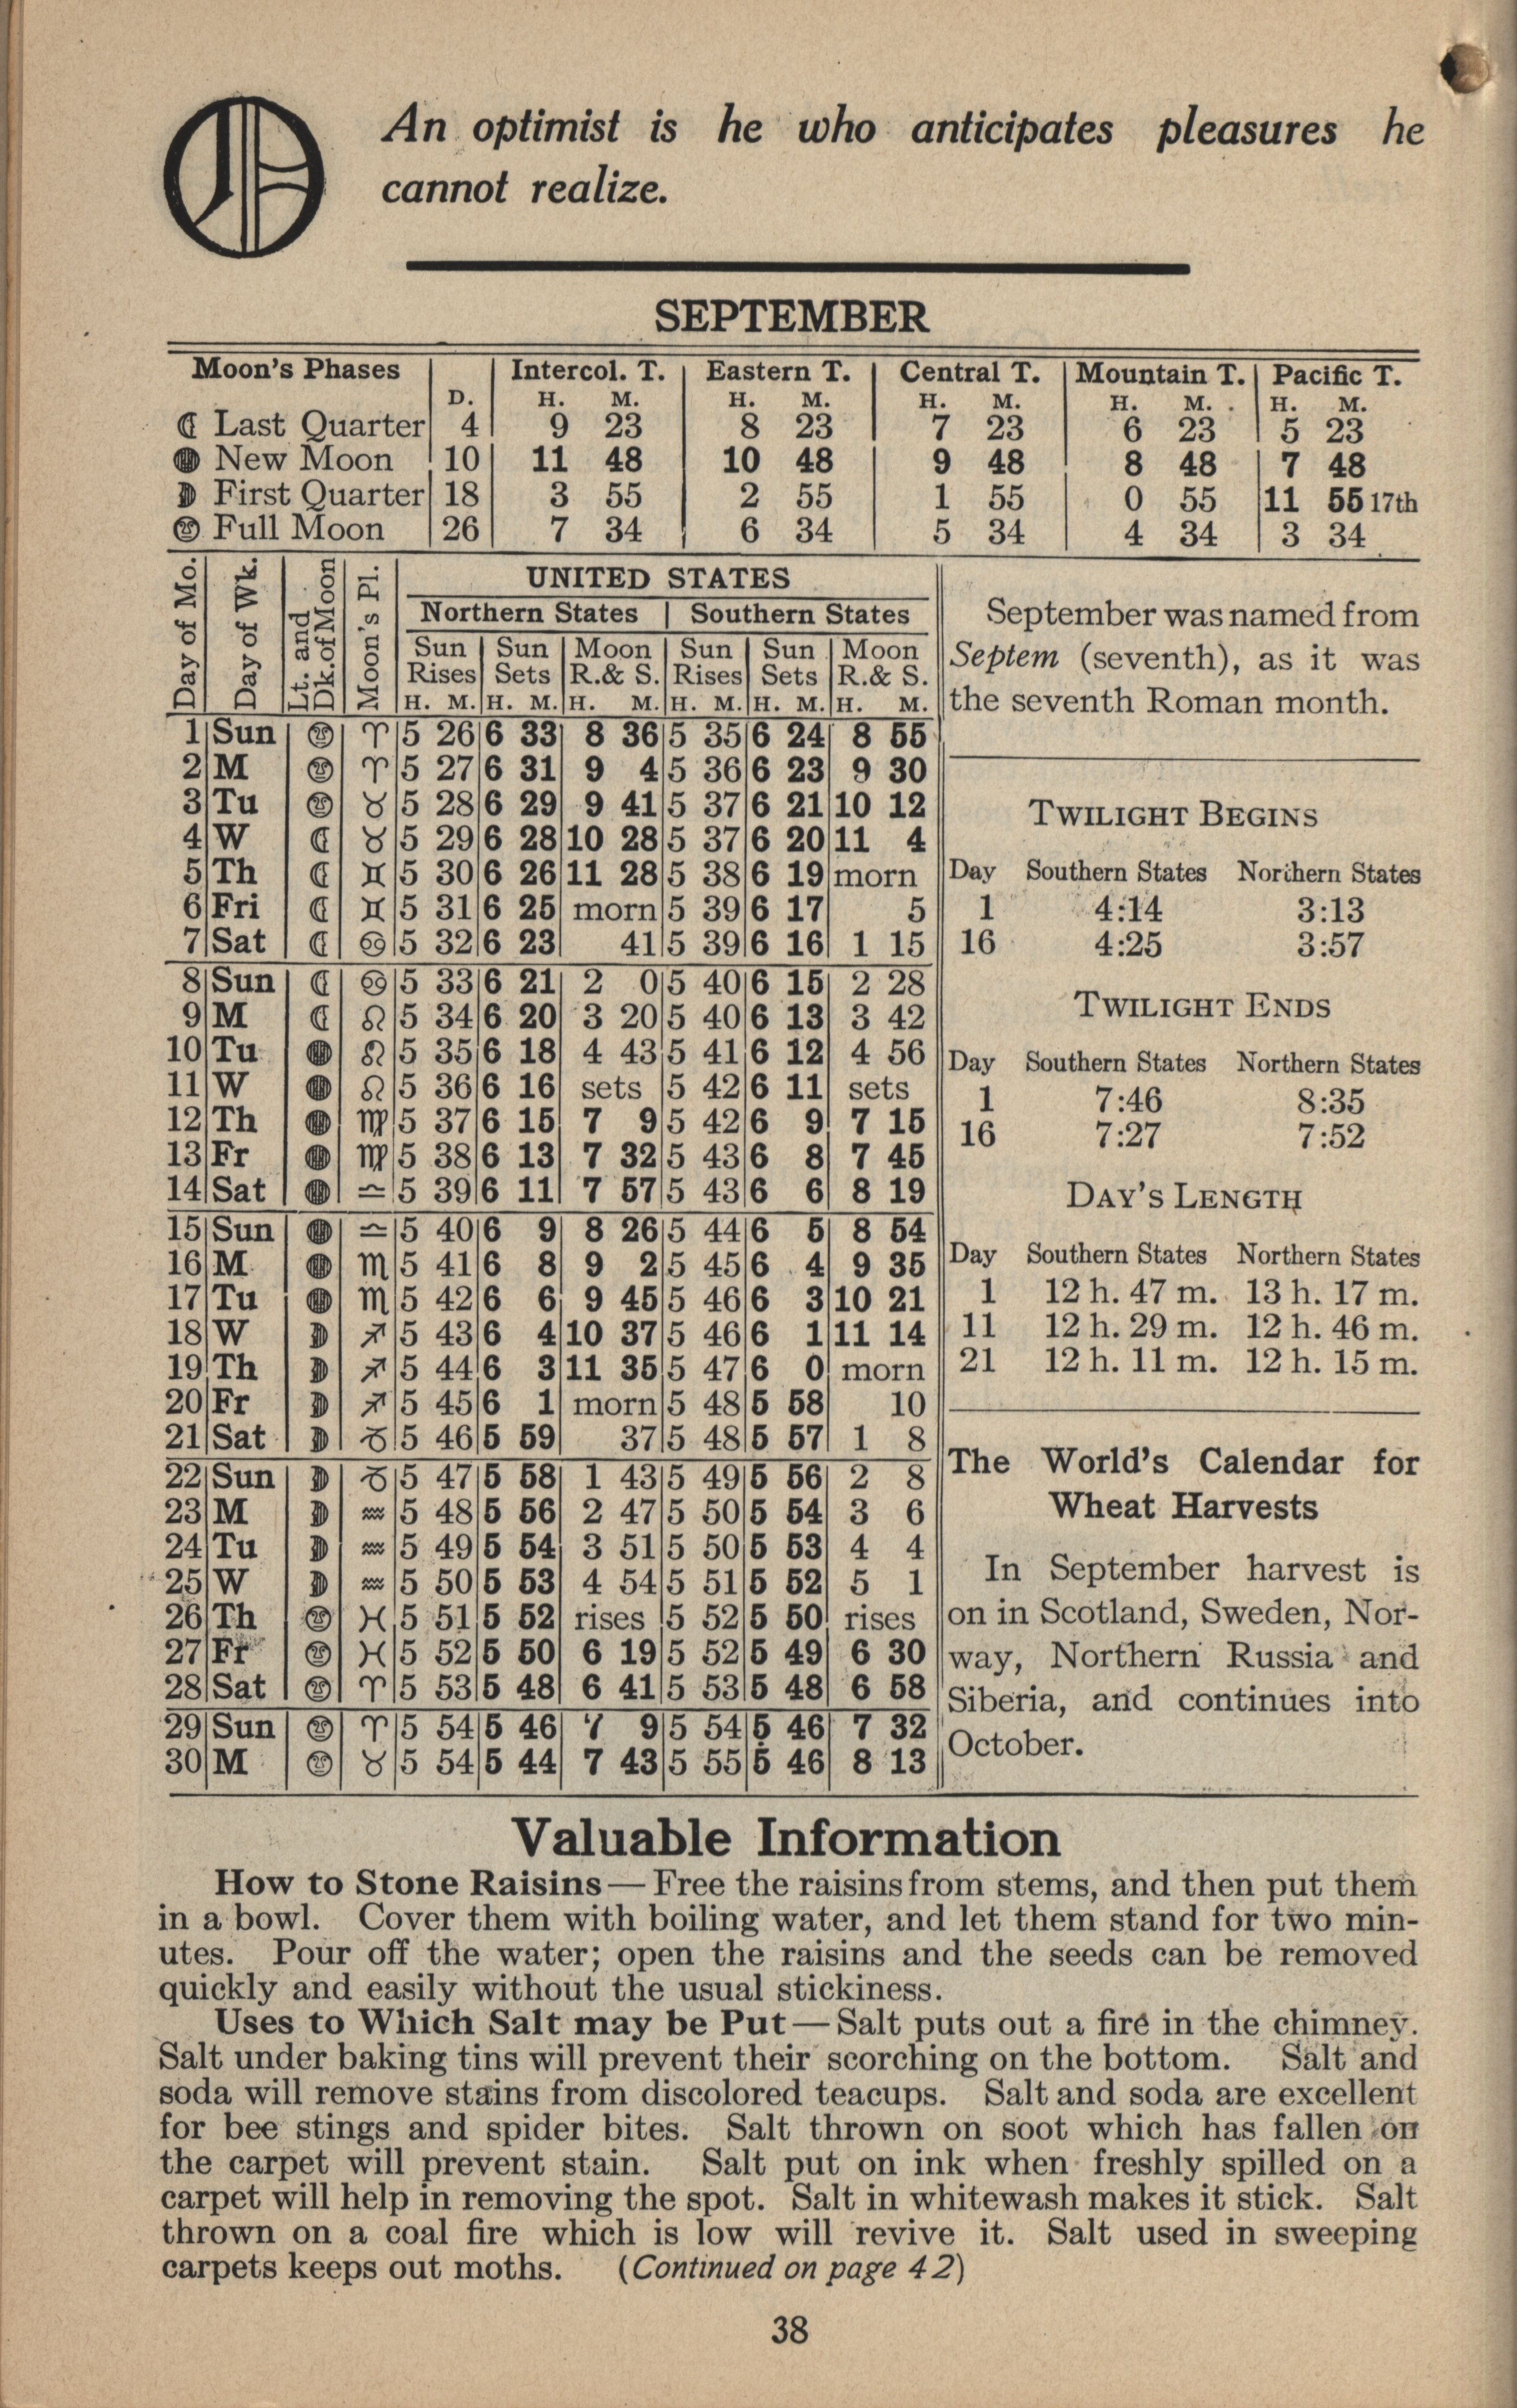 An optimist is he who anticipates pleasures he
cannot realize.
SEPTEMBER
Moon's Phases | D. | Intercol. T. H. M. | Eastern T. H. M. | Central T. H. M. | Mountain T. H. M. | Pacific T. H. M.
☾ Last Quarter 4 | 9 23 | 8 23 | 7 23 | 6 23 | 5 23
New Moon 10 | 11 48 | 10 48 | 9 48 | 8 48 | 7 48
First Quarter 18 | 3 55 | 2 55 | 1 55 | 0 55 | 11 55 17th
Full Moon 26 | 7 34 | 6 34 | 5 34 | 4 34 | 3 34
Day of Mo. | Day of Wk. | Lt. and Dk. of Moon | Moon's Pl.
UNITED STATES
Northern States | Southern States
Sun | Sun | Moon | Sun | Sun | Moon
Rises | Sets | R.& S. | Rises | Sets | R.& S.
H. M. | H. M. | H. M. | H. M. | H. M. | H. M.
1 Sun ♈ 5 26 6 33 8 36 5 35 6 24 8 55
2 M ♈ 5 27 6 31 9 4 5 36 6 23 9 30
3 Tu ♉ 5 28 6 29 9 41 5 37 6 21 10 12
4 W ♉ 5 29 6 28 10 28 5 37 6 20 11 4
5 Th ♊ 5 30 6 26 11 28 5 38 6 19 morn
6 Fri ♊ 5 31 6 25 morn 5 39 6 17 5
7 Sat ♋ 5 32 6 23 41 5 39 6 16 1 15
8 Sun ♋ 5 33 6 21 2 0 5 40 6 15 2 28
9 M ♌ 5 34 6 20 3 20 5 40 6 13 3 42
10 Tu ♌ 5 35 6 18 4 43 5 41 6 12 4 56
11 W ♌ 5 36 6 16 sets 5 42 6 11 sets
12 Th ♍ 5 37 6 15 7 9 5 42 6 9 7 15
13 Fr ♍ 5 38 6 13 7 32 5 43 6 8 7 45
14 Sat ♎ 5 39 6 11 7 57 5 43 6 6 8 19
15 Sun ♎ 5 40 6 9 8 26 5 44 6 5 8 54
16 M ♏ 5 41 6 8 9 2 5 45 6 4 9 35
17 Tu ♏ 5 42 6 6 9 45 5 46 6 3 10 21
18 W ♐ 5 43 6 4 10 37 5 46 6 1 11 14
19 Th ♐ 5 44 6 3 11 35 5 47 6 0 morn
20 Fr ♐ 5 45 6 1 morn 5 48 5 58 10
21 Sat ♑ 5 46 5 59 37 5 48 5 57 1 8
22 Sun ♑ 5 47 5 58 1 43 5 49 5 56 2 8
23 M ♒ 5 48 5 56 2 47 5 50 5 54 3 6
24 Tu ♒ 5 49 5 54 3 51 5 50 5 53 4 4
25 W ♒ 5 50 5 53 4 54 5 51 5 52 5 1
26 Th ♓ 5 51 5 52 rises 5 52 5 50 rises
27 Fr ♓ 5 52 5 50 6 19 5 52 5 49 6 30
28 Sat ♈ 5 53 5 48 6 41 5 53 5 48 6 58
29 Sun ♈ 5 54 5 46 7 9 5 54 5 46 7 32
30 M ♉ 5 54 5 44 7 43 5 55 5 46 8 13
September was named from
Septem (seventh), as it was
the seventh Roman month.
TWILIGHT BEGINS
Day Southern States Northern States
1 4:14 3:13
16 4:25 3:57
TWILIGHT ENDS
Day Southern States Northern States
1 7:46 8:35
16 7:27 7:52
DAY'S LENGTH
Day Southern States Northern States
1 12 h. 47 m. 13 h. 17 m.
11 12 h. 29 m. 12 h. 46 m.
21 12 h. 11 m. 12 h. 15 m.
The World's Calendar for
Wheat Harvests
In September harvest is
on in Scotland, Sweden, Nor-
way, Northern Russia and
Siberia, and continues into
October.
Valuable Information
How to Stone Raisins — Free the raisins from stems, and then put them
in a bowl. Cover them with boiling water, and let them stand for two min-
utes. Pour off the water; open the raisins and the seeds can be removed
quickly and easily without the usual stickiness.
Uses to Which Salt may be Put — Salt puts out a fire in the chimney.
Salt under baking tins will prevent their scorching on the bottom. Salt and
soda will remove stains from discolored teacups. Salt and soda are excellent
for bee stings and spider bites. Salt thrown on soot which has fallen on
the carpet will prevent stain. Salt put on ink when freshly spilled on a
carpet will help in removing the spot. Salt in whitewash makes it stick. Salt
thrown on a coal fire which is low will revive it. Salt used in sweeping
carpets keeps out moths. (Continued on page 42)
38